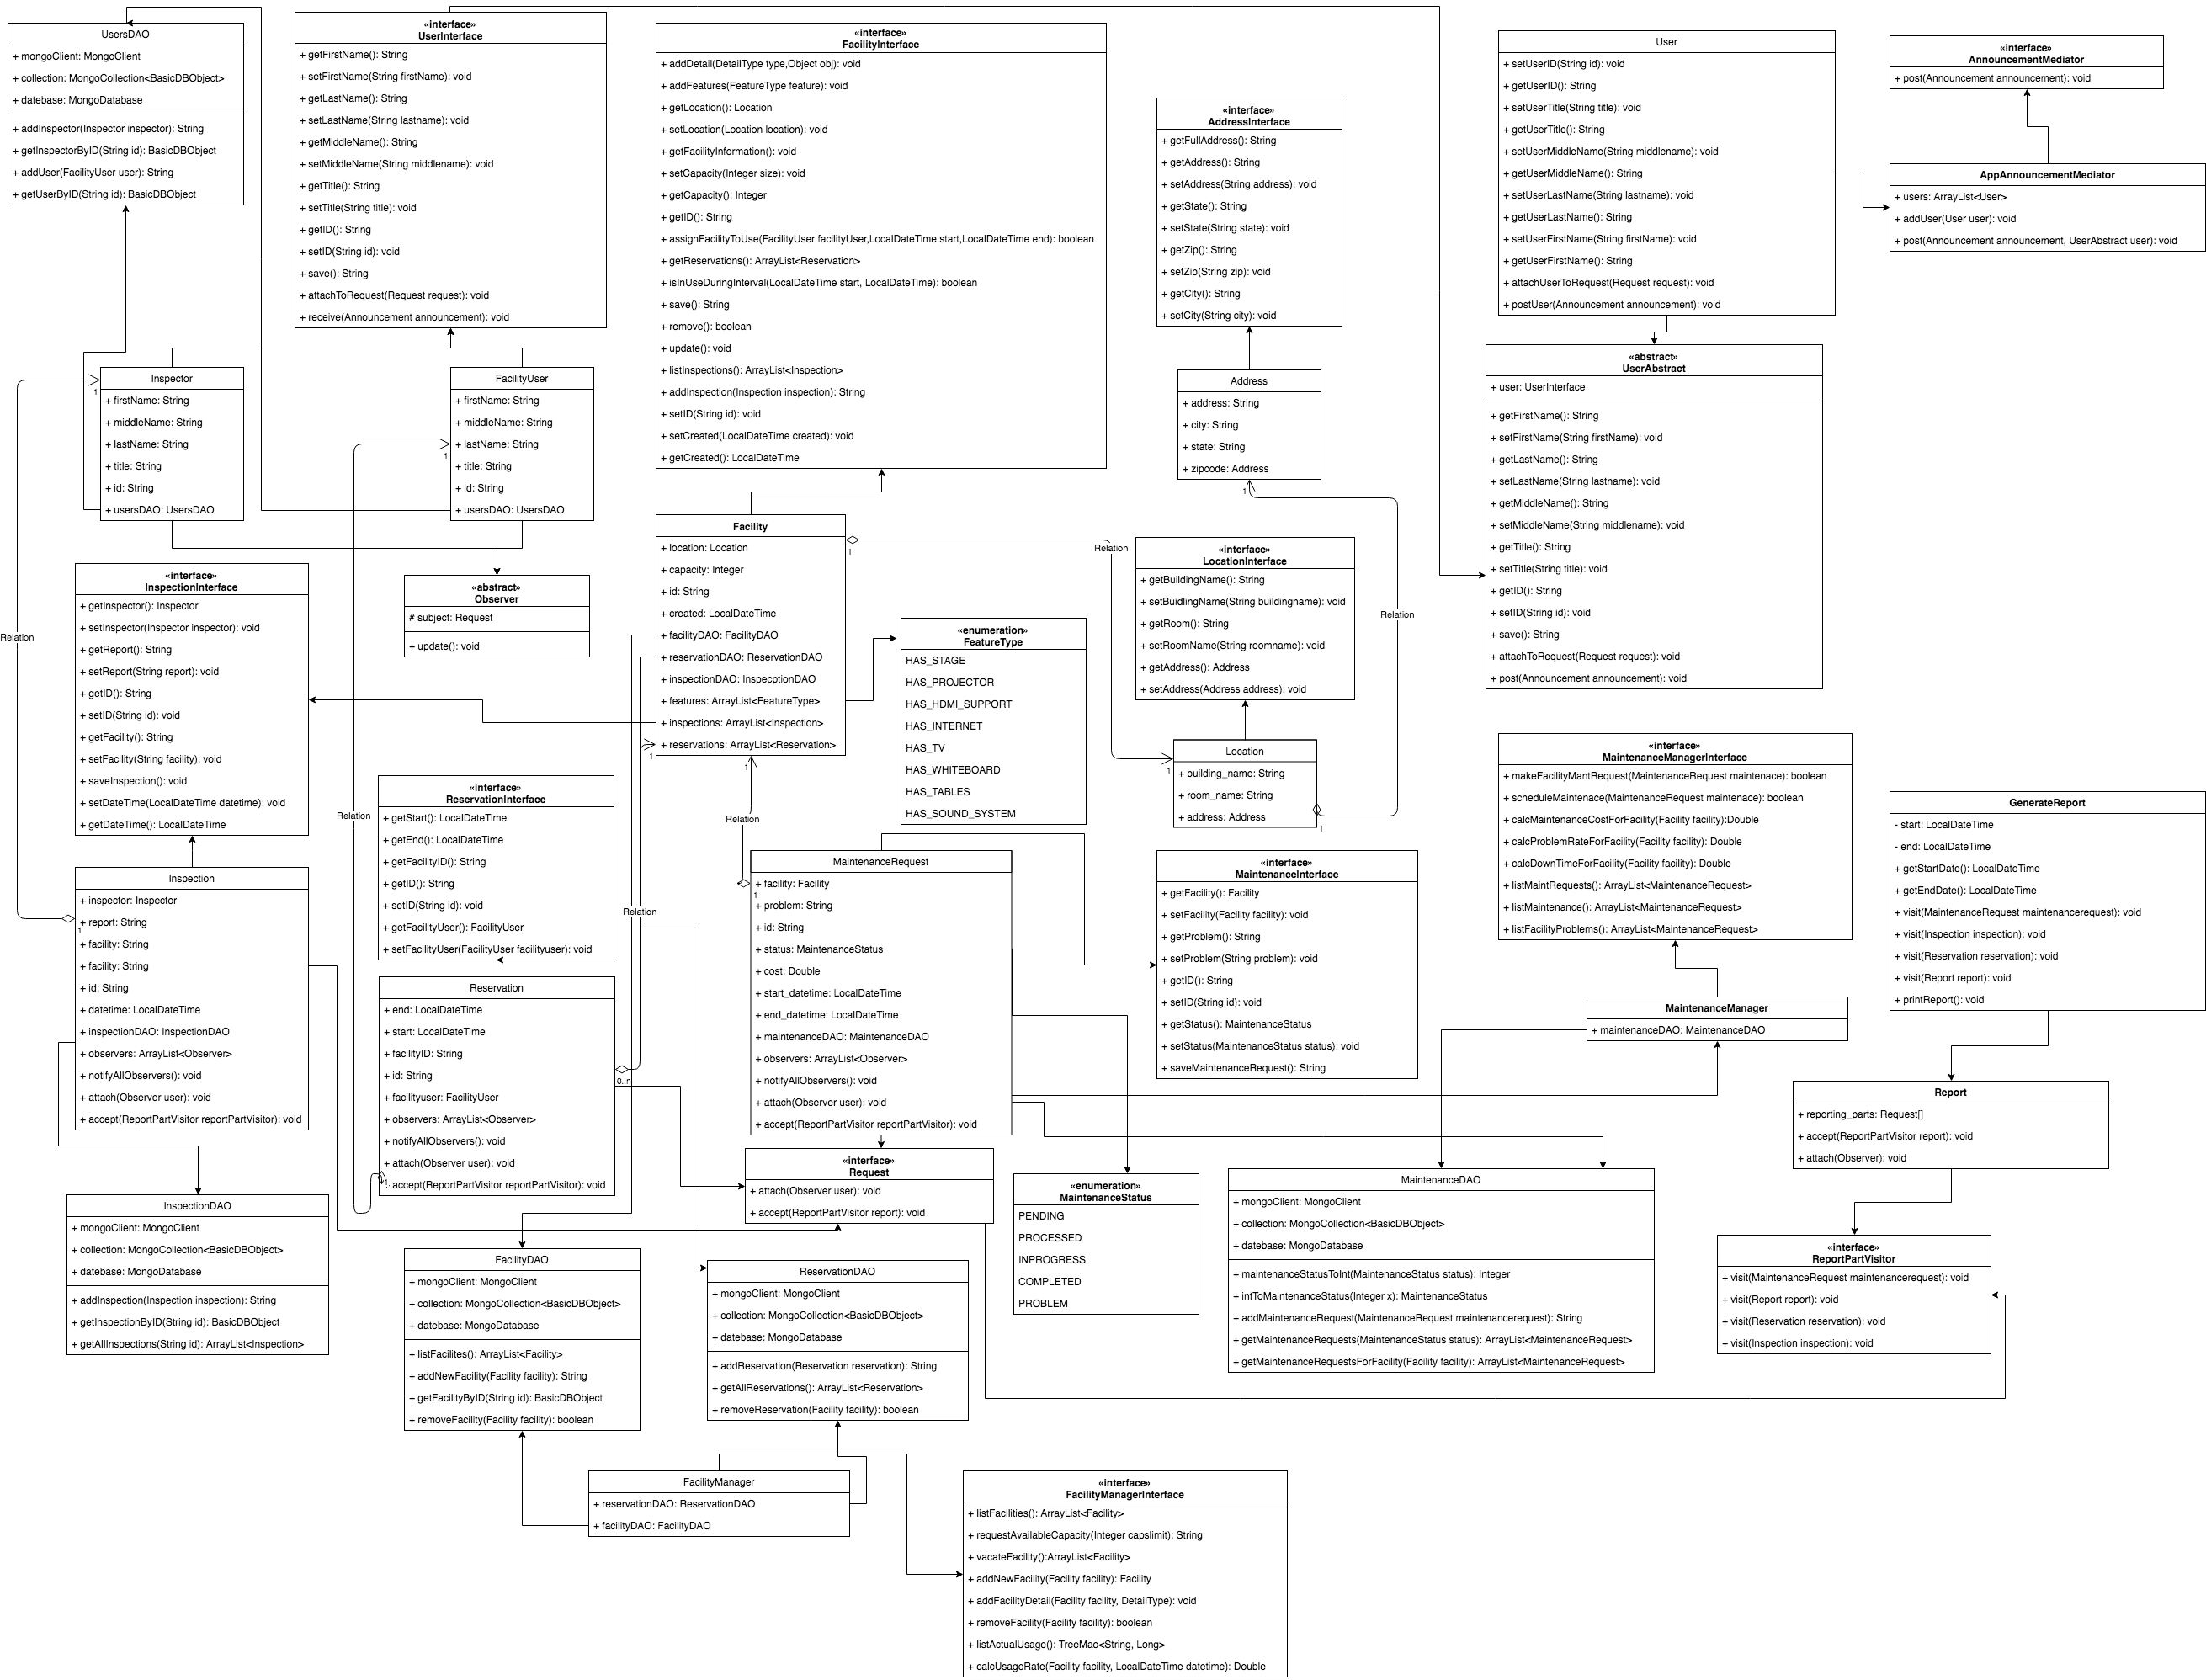 UsersDAO
+ mongoClient: MongoClient
+ collection: MongoCollection<BasicDBObject>
+ datebase: MongoDatabase
+ addInspector(Inspector inspector): String
+ getInspectorByID(String id): BasicDBObject
+ addUser(FacilityUser user): String
+ getUserByID(String id): BasicDBObject
«interface»
UserInterface
+ getFirstName(): String
+ setFirstName(String firstName): void
+ getLastName(): String
+ setLastName(String lastname): void
+ getMiddleName(): String
+ setMiddleName(String middlename): void
+ getTitle(): String
+ setTitle(String title): void
+ getID(): String
+ setID(String id): void
+ save(): String
+ attachToRequest(Request request): void
+ receive(Announcement announcement): void
«interface»
FacilityInterface
+ addDetail(DetailType type,Object obj): void
+ addFeatures(FeatureType feature): void
+ getLocation(): Location
+ setLocation(Location location): void
+ getFacilityInformation(): void
+ setCapacity(Integer size): void
+ getCapacity(): Integer
+ getID(): String
+ assignFacilityToUse(FacilityUser facilityUser,LocalDateTime start,LocalDateTime end): boolean
+ getReservations(): ArrayList<Reservation>
+ isInUseDuringInterval(LocalDateTime start, LocalDateTime): boolean
+ save(): String
+ remove(): boolean
+ update(): void
+ listInspections(): ArrayList<Inspection>
+ addInspection(Inspection inspection): String
+ setID(String id): void
+ setCreated(LocalDateTime created): void
+ getCreated(): LocalDateTime
«interface»
AddressInterface
+ getFullAddress(): String
+ getAddress(): String
+ setAddress(String address): void
+ getState(): String
+ setState(String state): void
+ getZip(): String
+ setZip(String zip): void
+ getCity(): String
+ setCity(String city): void
User
+ setUserID(String id): void
+ getUserID(): String
+ setUserTitle(String title): void
+ getUserTitle(): String
+ setUserMiddleName(String middlename): void
+ getUserMiddleName(): String
+ setUserLastName(String lastname): void
+ getUserLastName(): String
+ setUserFirstName(String firstName): void
+ getUserFirstName(): String
+ attachUserToRequest(Request request): void
+ postUser(Announcement announcement): void
«interface»
AnnouncementMediator
+ post(Announcement announcement): void
AppAnnouncementMediator
+ users: ArrayList<User>
+ addUser(User user): void
+ post(Announcement announcement, UserAbstract user): void
Inspector
+ firstName: String
+ middleName: String
+ lastName: String
+ title: String
+ id: String
+ usersDAO: UsersDAO
1
FacilityUser
+ firstName: String
+ middleName: String
+ lastName: String
+ title: String
+ id: String
+ usersDAO: UsersDAO
1
Address
+ address: String
+ city: String
+ state: String
+ zipcode: Address
1
«abstract»
UserAbstract
+ user: UserInterface
+ getFirstName(): String
+ setFirstName(String firstName): void
+ getLastName(): String
+ setLastName(String lastname): void
+ getMiddleName(): String
+ setMiddleName(String middlename): void
+ getTitle(): String
+ setTitle(String title): void
+ getID(): String
+ setID(String id): void
+ save(): String
+ attachToRequest(Request request): void
+ post(Announcement announcement): void
«abstract»
Observer
# subject: Request
+ update(): void
Facility
+ location: Location
+ capacity: Integer
+ id: String
+ created: LocalDateTime
+ facilityDAO: FacilityDAO
+ reservationDAO: ReservationDAO
+ inspectionDAO: InspecptionDAO
+ features: ArrayList<FeatureType>
+ inspections: ArrayList<Inspection>
+ reservations: ArrayList<Reservation>
1
1
1
Relation
«interface»
LocationInterface
+ getBuildingName(): String
+ setBuidlingName(String buildingname): void
+ getRoom(): String
+ setRoomName(String roomname): void
+ getAddress(): Address
+ setAddress(Address address): void
Relation
«interface»
InspectionInterface
+ getInspector(): Inspector
+ setInspector(Inspector inspector): void
+ getReport(): String
+ setReport(String report): void
+ getID(): String
+ setID(String id): void
+ getFacility(): String
+ setFacility(String facility): void
+ saveInspection(): void
+ setDateTime(LocalDateTime datetime): void
+ getDateTime(): LocalDateTime
Relation
«enumeration»
FeatureType
HAS_STAGE
HAS_PROJECTOR
HAS_HDMI_SUPPORT
HAS_INTERNET
HAS_TV
HAS_WHITEBOARD
HAS_TABLES
HAS_SOUND_SYSTEM
Location
+ building_name: String
+ room_name: String
+ address: Address
1
1
«interface»
MaintenanceManagerInterface
+ makeFacilityMantRequest(MaintenanceRequest maintenace): boolean
+ scheduleMaintenace(MaintenanceRequest maintenace): boolean
+ calcMaintenanceCostForFacility(Facility facility):Double
+ calcProblemRateForFacility(Facility facility): Double
+ calcDownTimeForFacility(Facility facility): Double
+ listMaintRequests(): ArrayList<MaintenanceRequest>
+ listMaintenance(): ArrayList<MaintenanceRequest>
+ listFacilityProblems(): ArrayList<MaintenanceRequest>
GenerateReport
- start: LocalDateTime
- end: LocalDateTime
+ getStartDate(): LocalDateTime
+ getEndDate(): LocalDateTime
+ visit(MaintenanceRequest maintenancerequest): void
+ visit(Inspection inspection): void
+ visit(Reservation reservation): void
+ visit(Report report): void
+ printReport(): void
Relation
«interface»
ReservationInterface
+ getStart(): LocalDateTime
+ getEnd(): LocalDateTime
+ getFacilityID(): String
+ getID(): String
+ setID(String id): void
+ getFacilityUser(): FacilityUser
+ setFacilityUser(FacilityUser facilityuser): void
Relation
Relation
MaintenanceRequest
+ facility: Facility
+ problem: String
+ id: String
+ status: MaintenanceStatus
+ cost: Double
+ start_datetime: LocalDateTime
+ end_datetime: LocalDateTime
+ maintenanceDAO: MaintenanceDAO
+ observers: ArrayList<Observer>
+ notifyAllObservers(): void
+ attach(Observer user): void
+ accept(ReportPartVisitor reportPartVisitor): void
1
«interface»
MaintenanceInterface
+ getFacility(): Facility
+ setFacility(Facility facility): void
+ getProblem(): String
+ setProblem(String problem): void
+ getID(): String
+ setID(String id): void
+ getStatus(): MaintenanceStatus
+ setStatus(MaintenanceStatus status): void
+ saveMaintenanceRequest(): String
Inspection
+ inspector: Inspector
+ report: String
+ facility: String
+ facility: String
+ id: String
+ datetime: LocalDateTime
+ inspectionDAO: InspectionDAO
+ observers: ArrayList<Observer>
+ notifyAllObservers(): void
+ attach(Observer user): void
+ accept(ReportPartVisitor reportPartVisitor): void
1
Reservation
+ end: LocalDateTime
+ start: LocalDateTime
+ facilityID: String
+ id: String
+ facilityuser: FacilityUser
+ observers: ArrayList<Observer>
+ notifyAllObservers(): void
+ attach(Observer user): void
+ accept(ReportPartVisitor reportPartVisitor): void
0..n
1
MaintenanceManager
+ maintenanceDAO: MaintenanceDAO
Report
+ reporting_parts: Request[]
+ accept(ReportPartVisitor report): void
+ attach(Observer): void
«interface»
Request
+ attach(Observer user): void
+ accept(ReportPartVisitor report): void
«enumeration»
MaintenanceStatus
PENDING
PROCESSED
INPROGRESS
COMPLETED
PROBLEM
MaintenanceDAO
+ mongoClient: MongoClient
+ collection: MongoCollection<BasicDBObject>
+ datebase: MongoDatabase
+ maintenanceStatusToInt(MaintenanceStatus status): Integer
+ intToMaintenanceStatus(Integer x): MaintenanceStatus
+ addMaintenanceRequest(MaintenanceRequest maintenancerequest): String
+ getMaintenanceRequests(MaintenanceStatus status): ArrayList<MaintenanceRequest>
+ getMaintenanceRequestsForFacility(Facility facility): ArrayList<MaintenanceRequest>
«interface»
ReportPartVisitor
+ visit(MaintenanceRequest maintenancerequest): void
+ visit(Report report): void
+ visit(Reservation reservation): void
+ visit(Inspection inspection): void
InspectionDAO
+ mongoClient: MongoClient
+ collection: MongoCollection<BasicDBObject>
+ datebase: MongoDatabase
+ addInspection(Inspection inspection): String
+ getInspectionByID(String id): BasicDBObject
+ getAllInspections(String id): ArrayList<Inspection>
FacilityDAO
+ mongoClient: MongoClient
+ collection: MongoCollection<BasicDBObject>
+ datebase: MongoDatabase
+ listFacilites(): ArrayList<Facility>
+ addNewFacility(Facility facility): String
+ getFacilityByID(String id): BasicDBObject
+ removeFacility(Facility facility): boolean
ReservationDAO
+ mongoClient: MongoClient
+ collection: MongoCollection<BasicDBObject>
+ datebase: MongoDatabase
+ addReservation(Reservation reservation): String
+ getAllReservations(): ArrayList<Reservation>
+ removeReservation(Facility facility): boolean
FacilityManager
+ reservationDAO: ReservationDAO
+ facilityDAO: FacilityDAO
«interface»
FacilityManagerInterface
+ listFacilities(): ArrayList<Facility>
+ requestAvailableCapacity(Integer capslimit): String
+ vacateFacility():ArrayList<Facility>
+ addNewFacility(Facility facility): Facility
+ addFacilityDetail(Facility facility, DetailType): void
+ removeFacility(Facility facility): boolean
+ listActualUsage(): TreeMao<String, Long>
+ calcUsageRate(Facility facility, LocalDateTime datetime): Double